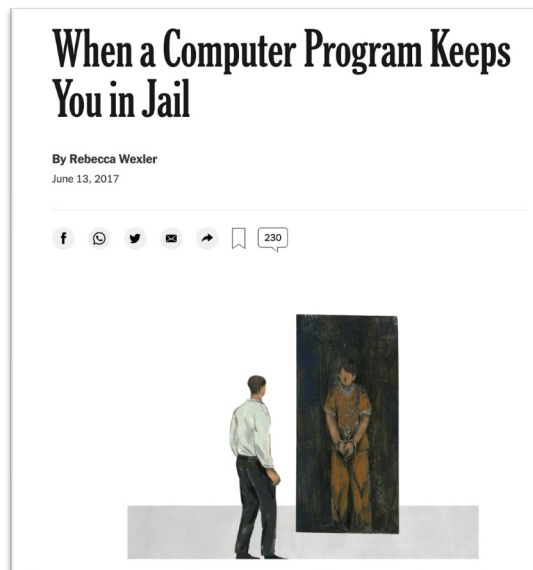 When a Computer Program Keeps
You in Jail
By Rebecca Wexler
June 13, 2017
230